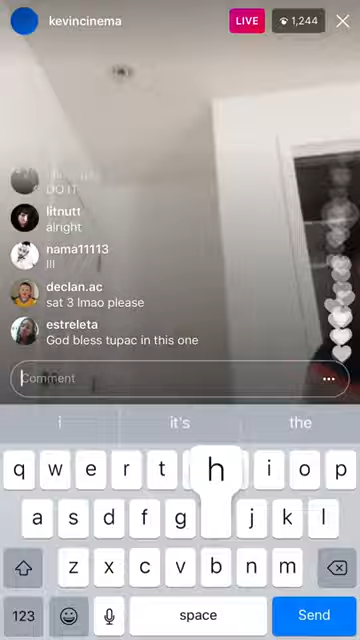 kevincinema
LIVE
1,244
DO IT
litnutt
alright
nama11113
lll
declan.ac
sat 3 lmao please
estreleta
God bless tupac in this one
Comment
i it's the
q w e r t h i o p
a s d f g j k l
z x c v b n m
123 space Send